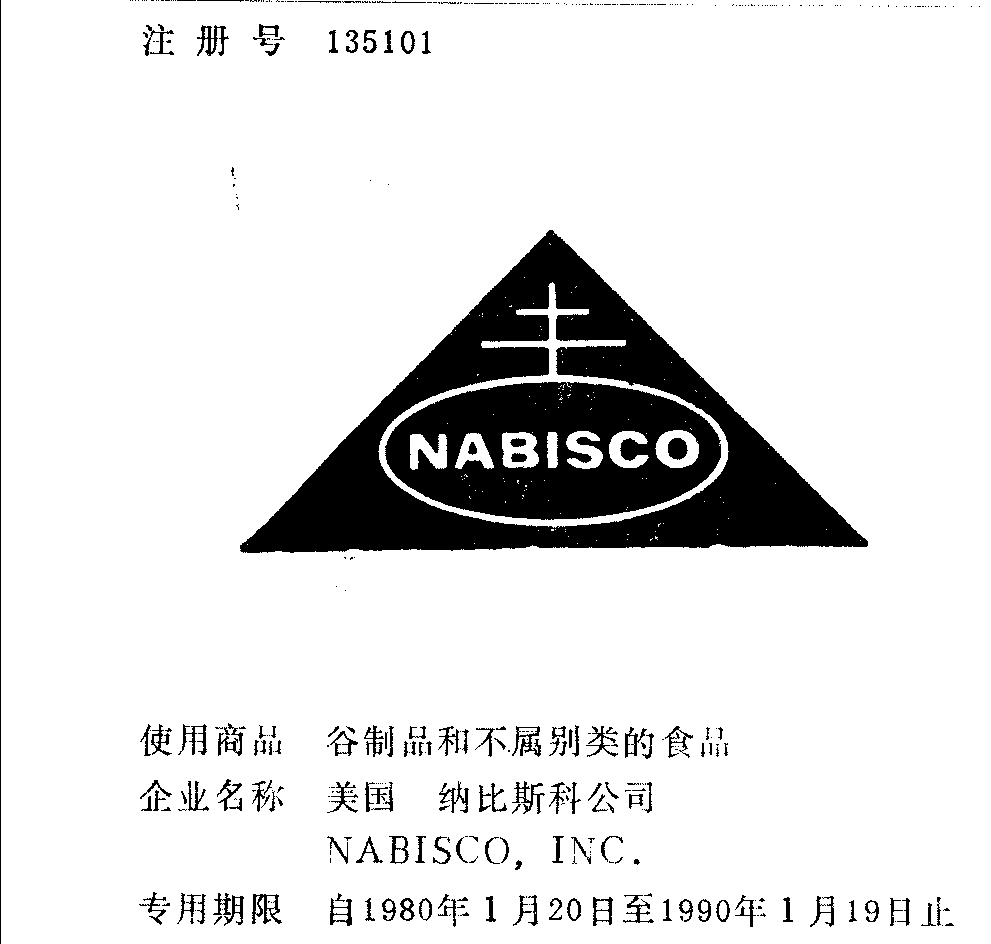 注册号 135101
NABISCO
使用商品 谷制品和不属别类的食品
企业名称 美国 纳比斯科公司
NABISCO, INC.
专用期限 自1980年1月20日至1990年1月19日止